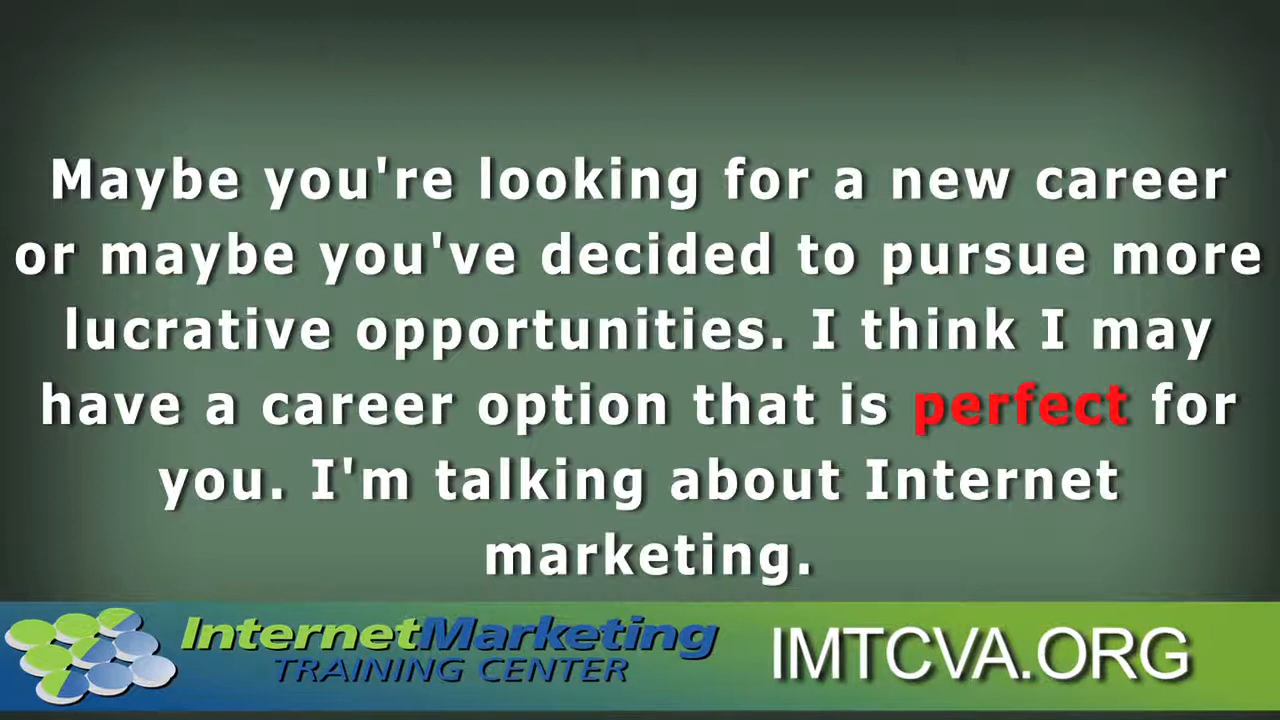 Maybe you're looking for a new career
or maybe you've decided to pursue more
lucrative opportunities. I think I may
have a career option that is perfect for
you. I'm talking about Internet
marketing.
InternetMarketing
TRAINING CENTER
IMTCVA.ORG